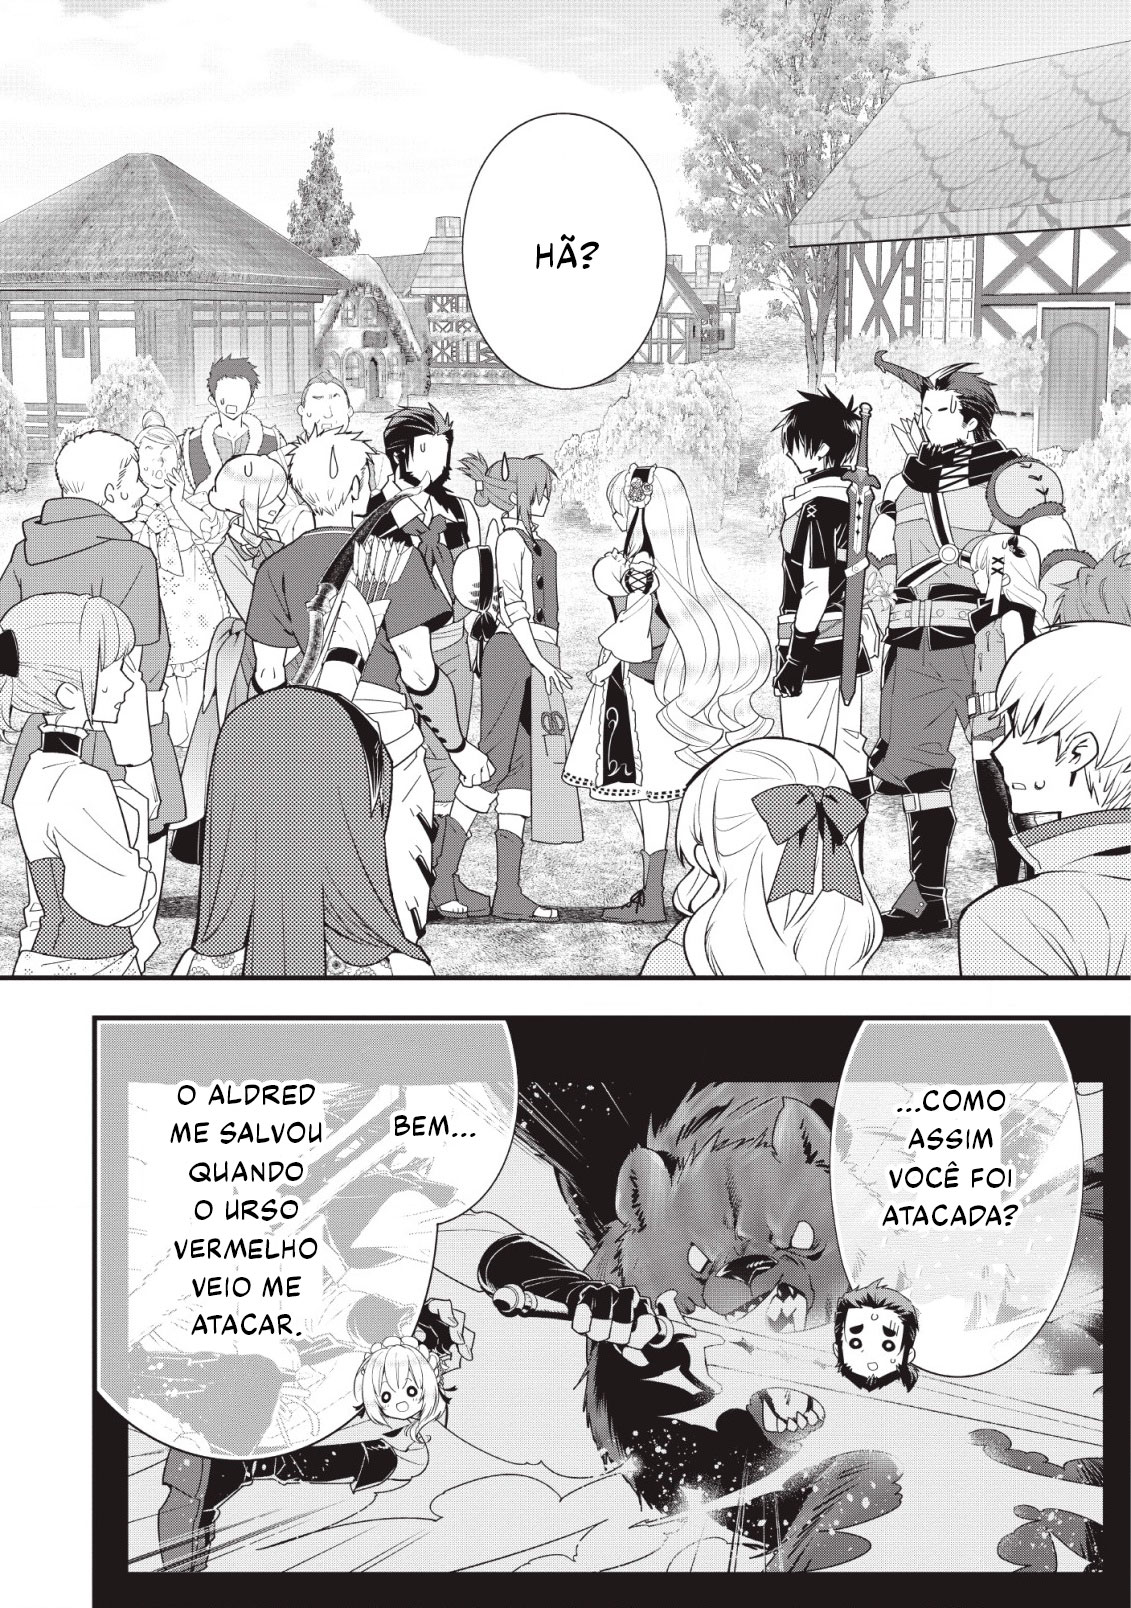 HÃ?
...COMO
ASSIM
VOCÊ FOI
ATACADA?
BEM...
O ALDRED
ME SALVOU
QUANDO
O URSO
VERMELHO
VEIO ME
ATACAR.